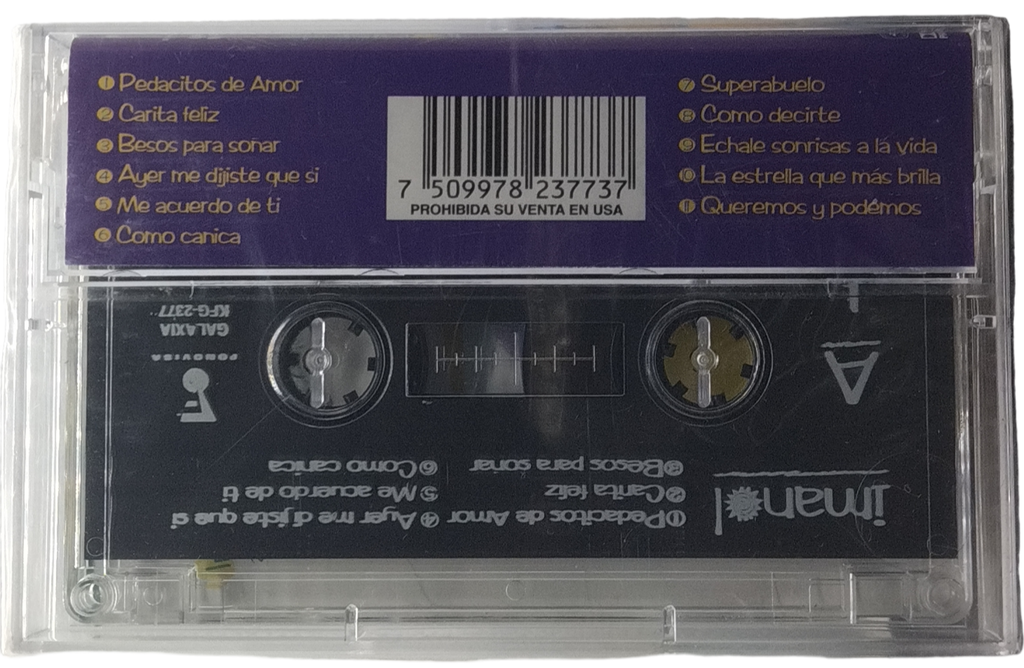 1 Pedacitos de Amor
2 Carita feliz
3 Besos para soñar
4 Ayer me dijiste que si
5 Me acuerdo de ti
6 Como canica
7 509978 237737
PROHIBIDA SU VENTA EN USA
7 Superabuelo
8 Como decirte
9 Echale sonrisas a la vida
10 La estrella que más brilla
11 Queremos y podemos
imanol
A
1 Pedacitos de Amor
2 Carita feliz
3 Besos para soñar
4 Ayer me dijiste que si
5 Me acuerdo de ti
6 Como canica
F
FONOVISA
GALAXIA
KFG-2377